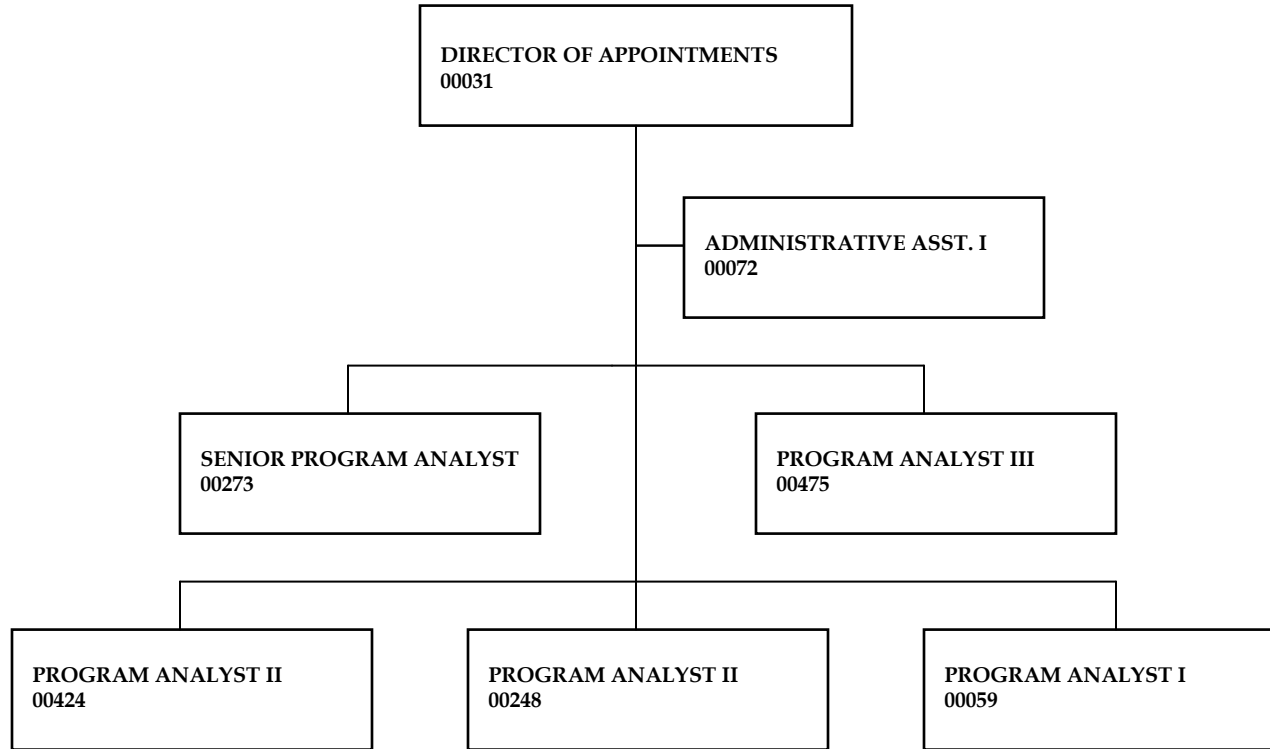 DIRECTOR OF APPOINTMENTS
00031
ADMINISTRATIVE ASST. I
00072
SENIOR PROGRAM ANALYST
00273
PROGRAM ANALYST III
00475
PROGRAM ANALYST II
00424
PROGRAM ANALYST II
00248
PROGRAM ANALYST I
00059